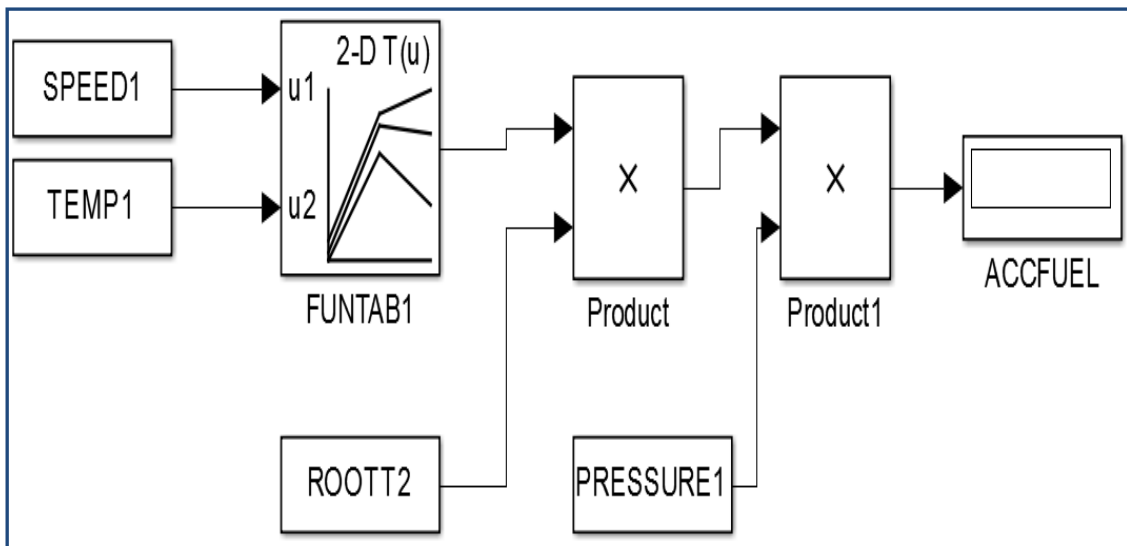 SPEED1
TEMP1
2-D T(u)
u1
u2
FUNTAB1
×
Product
×
Product1
ACCFUEL
ROOTT2
PRESSURE1